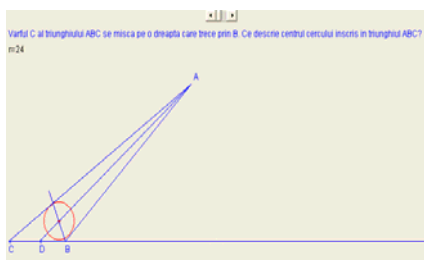 Varful C al triunghiului ABC se misca pe o dreapta care trece prin B. Ce descrie centrul cercului inscris in triunghiul ABC?
n=24
A
C D B